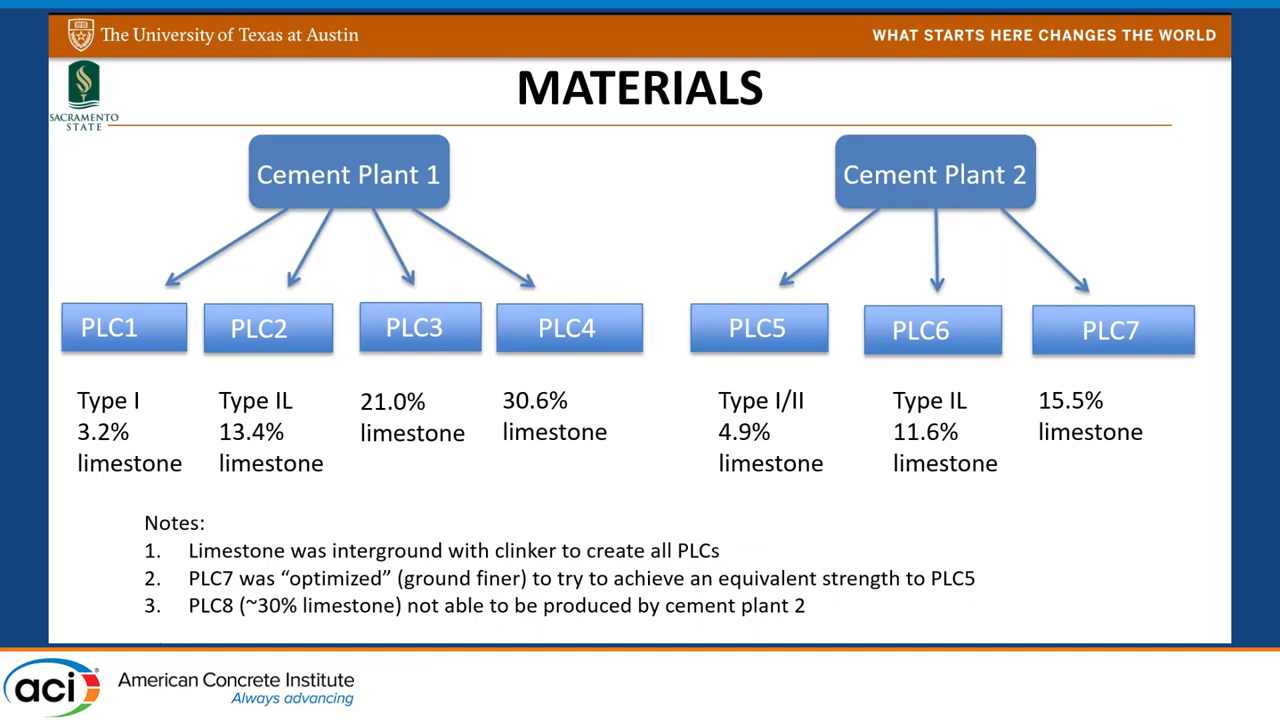 The University of Texas at Austin
WHAT STARTS HERE CHANGES THE WORLD
SACRAMENTO
STATE
MATERIALS
Cement Plant 1
Cement Plant 2
PLC1
PLC2
PLC3
PLC4
PLC5
PLC6
PLC7
Type I
3.2%
limestone
Type IL
13.4%
limestone
21.0%
limestone
30.6%
limestone
Type I/II
4.9%
limestone
Type IL
11.6%
limestone
15.5%
limestone
Notes:
1. Limestone was interground with clinker to create all PLCs
2. PLC7 was “optimized” (ground finer) to try to achieve an equivalent strength to PLC5
3. PLC8 (~30% limestone) not able to be produced by cement plant 2
aci®
American Concrete Institute
Always advancing